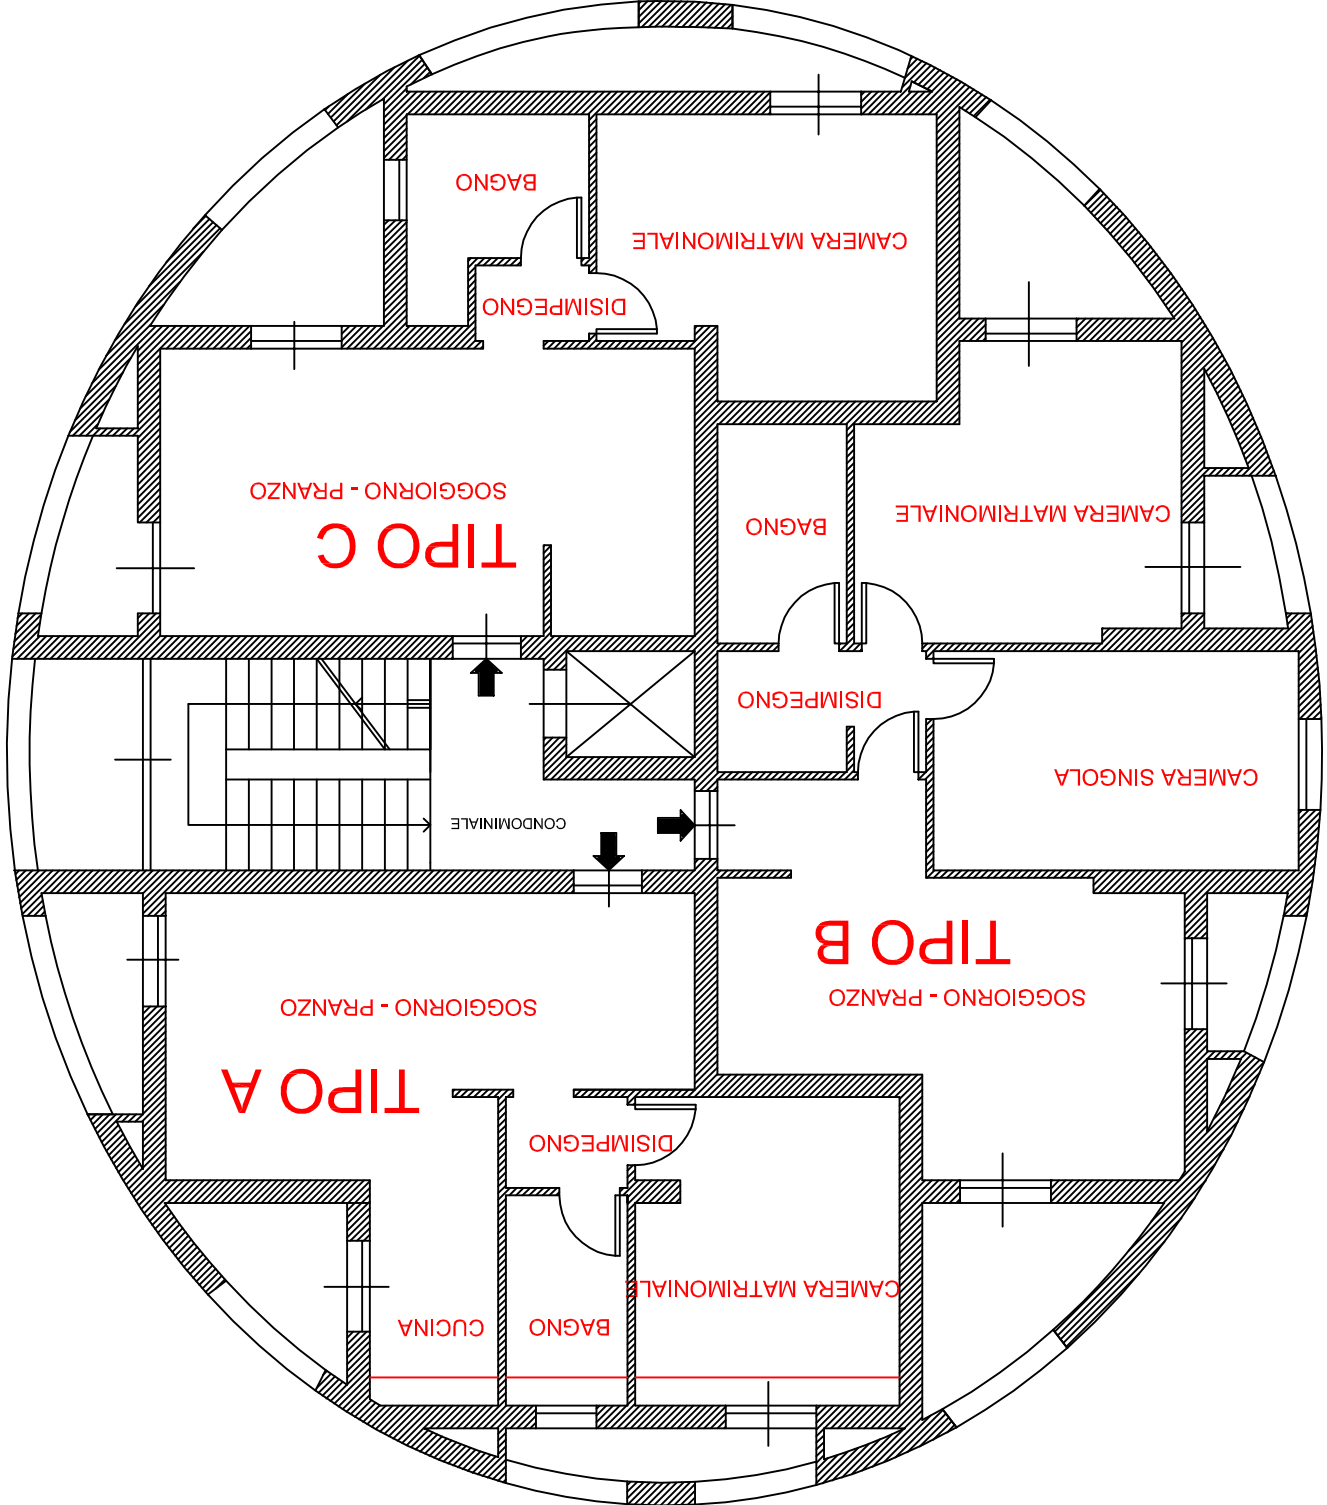 BAGNO
CUCINA
CAMERA MATRIMONIALE
DISIMPEGNO
TIPO A
SOGGIORNO - PRANZO
SOGGIORNO - PRANZO
TIPO B
CONDOMINIALE
CAMERA SINGOLA
DISIMPEGNO
CAMERA MATRIMONIALE
BAGNO
TIPO C
SOGGIORNO - PRANZO
DISIMPEGNO
CAMERA MATRIMONIALE
BAGNO